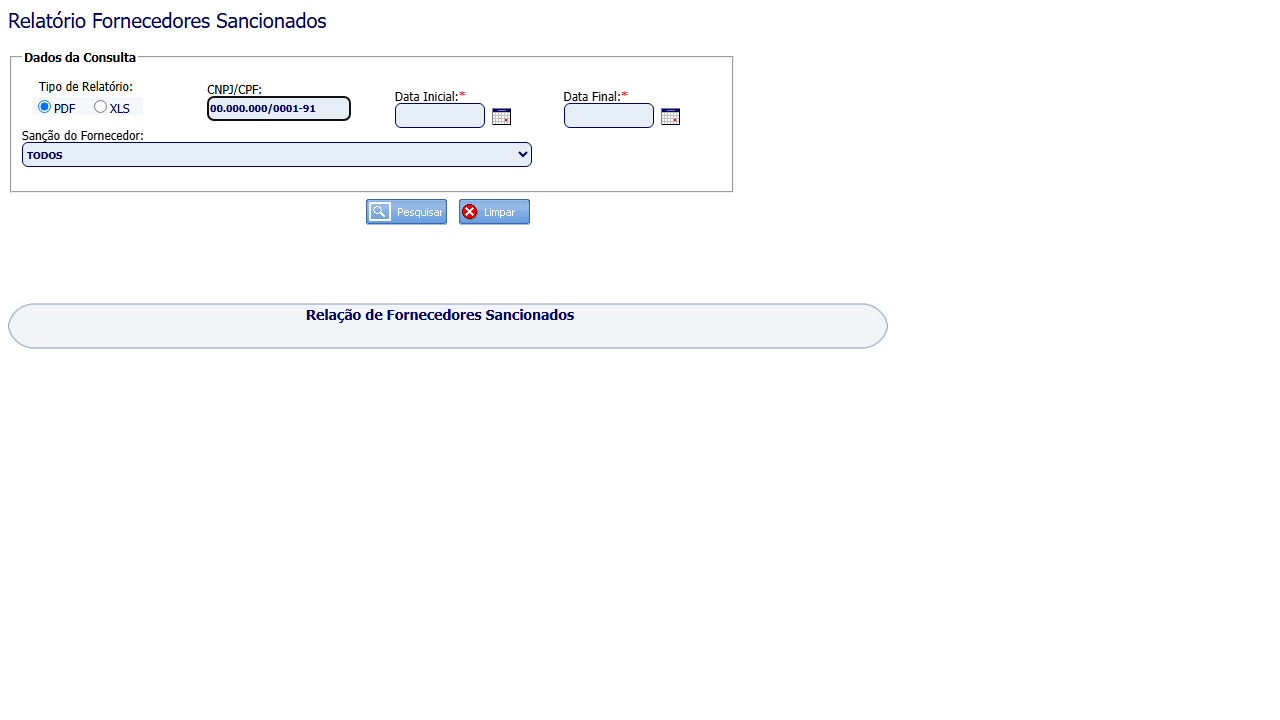 Relatório Fornecedores Sancionados
Dados da Consulta
Tipo de Relatório:
PDF XLS
CNPJ/CPF:
00.000.000/0001-91
Data Inicial:*
Data Final:*
Sanção do Fornecedor:
TODOS
Pesquisar Limpar
Relação de Fornecedores Sancionados